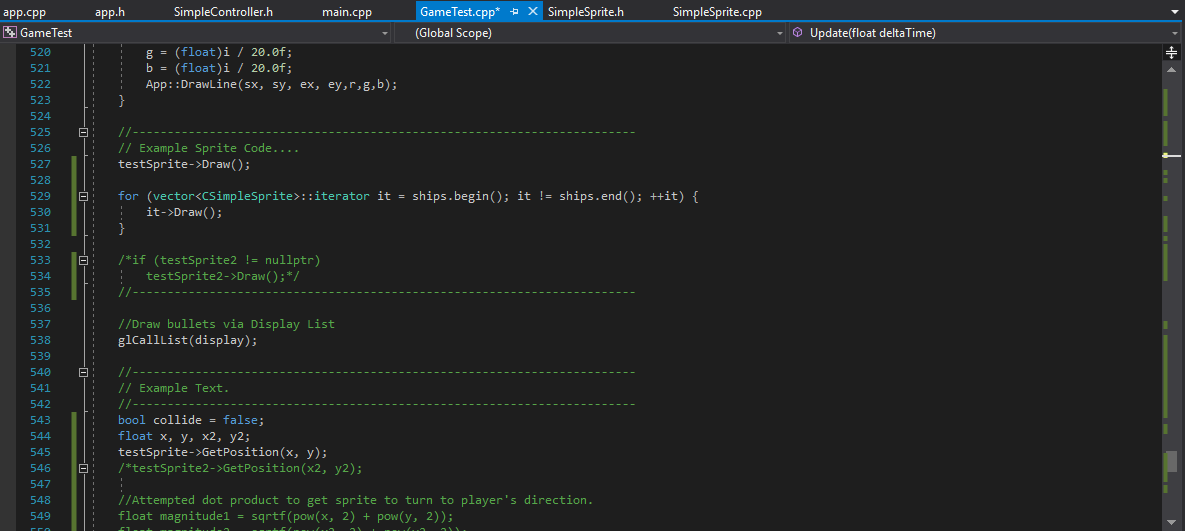 app.cpp app.h SimpleController.h main.cpp GameTest.cpp* SimpleSprite.h SimpleSprite.cpp
GameTest (Global Scope) Update(float deltaTime)
520 g = (float)i / 20.0f;
521 b = (float)i / 20.0f;
522 App::DrawLine(sx, sy, ex, ey,r,g,b);
523 }
524
525 //------------------------------------------------------------------------
526 // Example Sprite Code....
527 testSprite->Draw();
528
529 for (vector<CSimpleSprite>::iterator it = ships.begin(); it != ships.end(); ++it) {
530 it->Draw();
531 }
532
533 /*if (testSprite2 != nullptr)
534 testSprite2->Draw();*/
535 //------------------------------------------------------------------------
536
537 //Draw bullets via Display List
538 glCallList(display);
539
540 //------------------------------------------------------------------------
541 // Example Text.
542 //------------------------------------------------------------------------
543 bool collide = false;
544 float x, y, x2, y2;
545 testSprite->GetPosition(x, y);
546 /*testSprite2->GetPosition(x2, y2);
547
548 //Attempted dot product to get sprite to turn to player's direction.
549 float magnitude1 = sqrtf(pow(x, 2) + pow(y, 2));